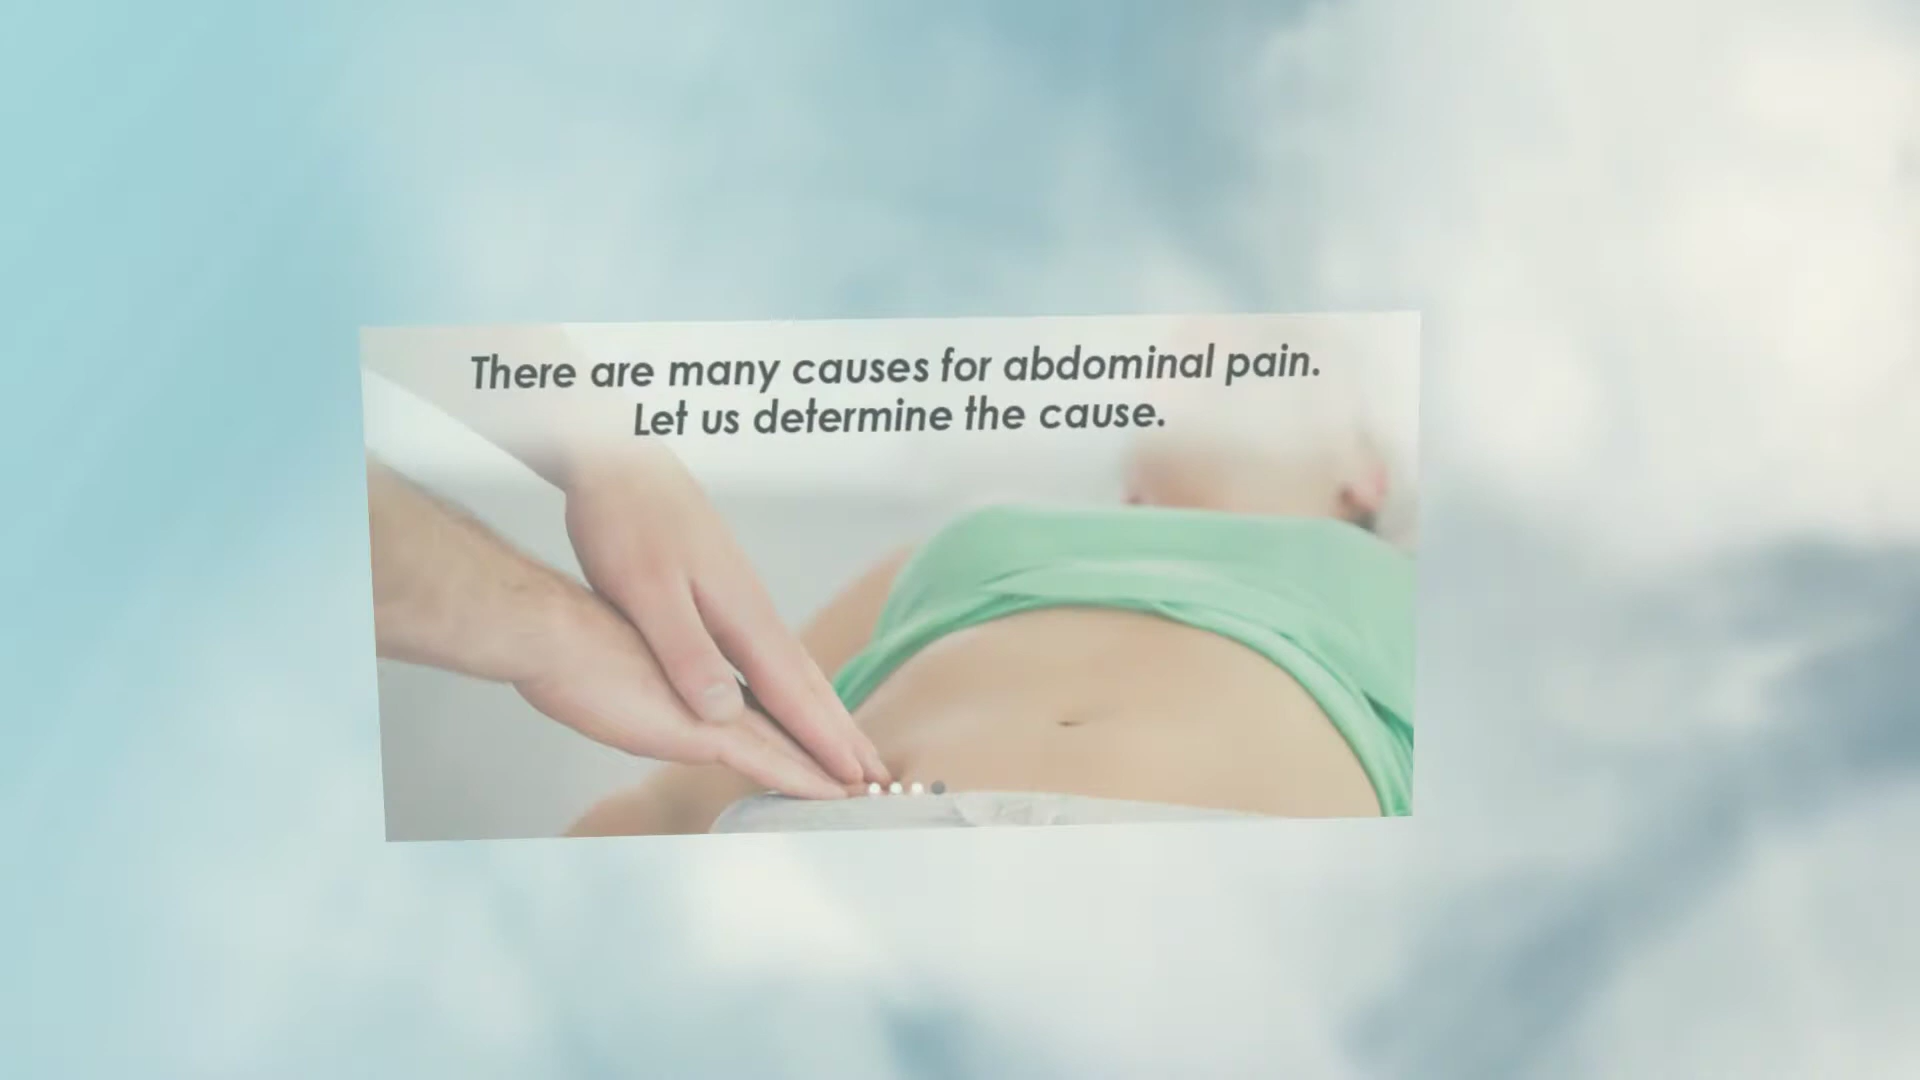 There are many causes for abdominal pain.
Let us determine the cause.